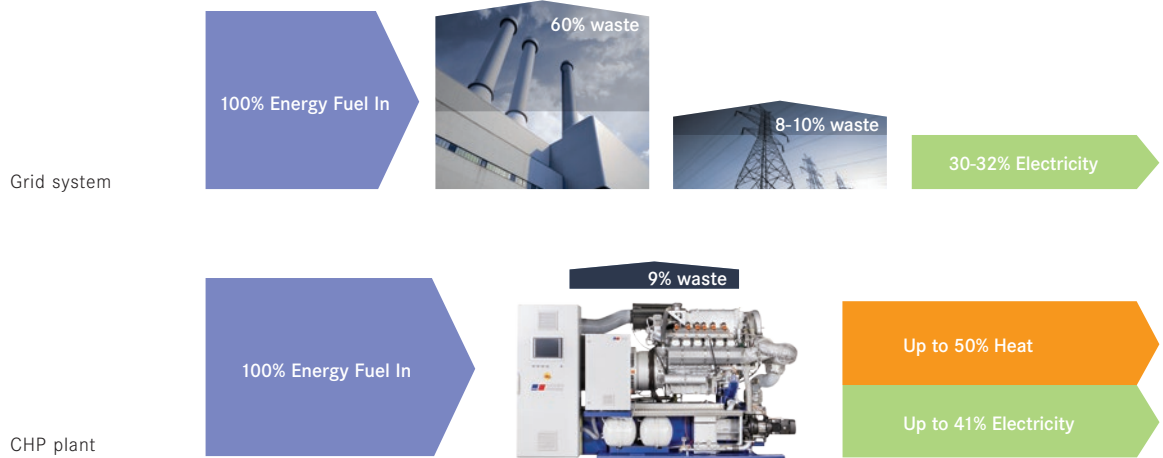 60% waste
100% Energy Fuel In
8-10% waste
30-32% Electricity
Grid system
9% waste
Up to 50% Heat
100% Energy Fuel In
Up to 41% Electricity
CHP plant